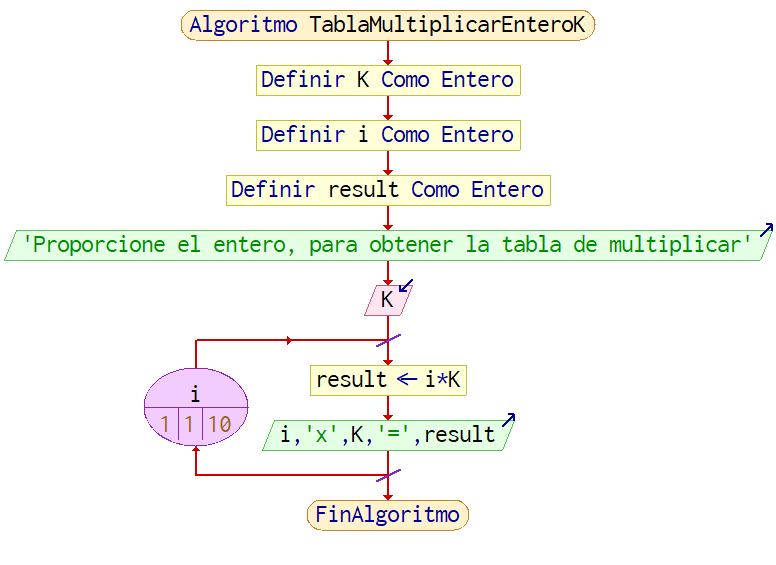 Algoritmo TablaMultiplicarEnteroK
Definir K Como Entero
Definir i Como Entero
Definir result Como Entero
'Proporcione el entero, para obtener la tabla de multiplicar'
K
result ← i*K
i
1 1 10
i,'x',K,'=',result
FinAlgoritmo